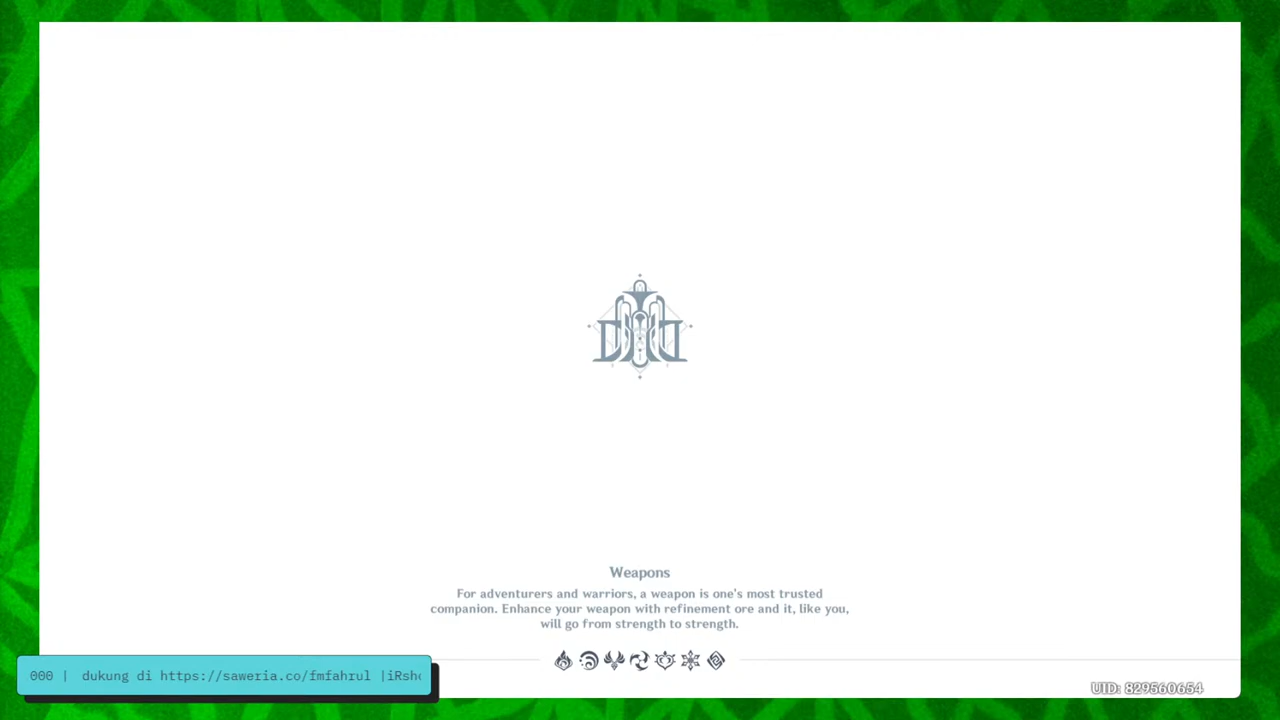 Weapons
For adventurers and warriors, a weapon is one's most trusted
companion. Enhance your weapon with refinement ore and it, like you,
will go from strength to strength.
000 | dukung di https://saweria.co/fmfahrul |iRsh
UID: 829560654